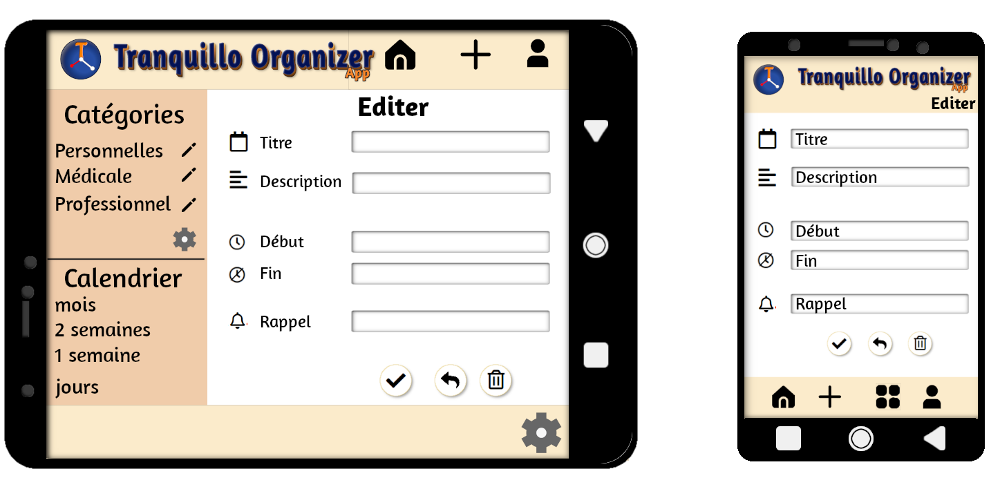 Tranquillo Organizer
App
Catégories
Personnelles
Médicale
Professionnel
Calendrier
mois
2 semaines
1 semaine
jours
Editer
Titre
Description
Début
Fin
Rappel
Tranquillo Organizer
App
Editer
Titre
Description
Début
Fin
Rappel